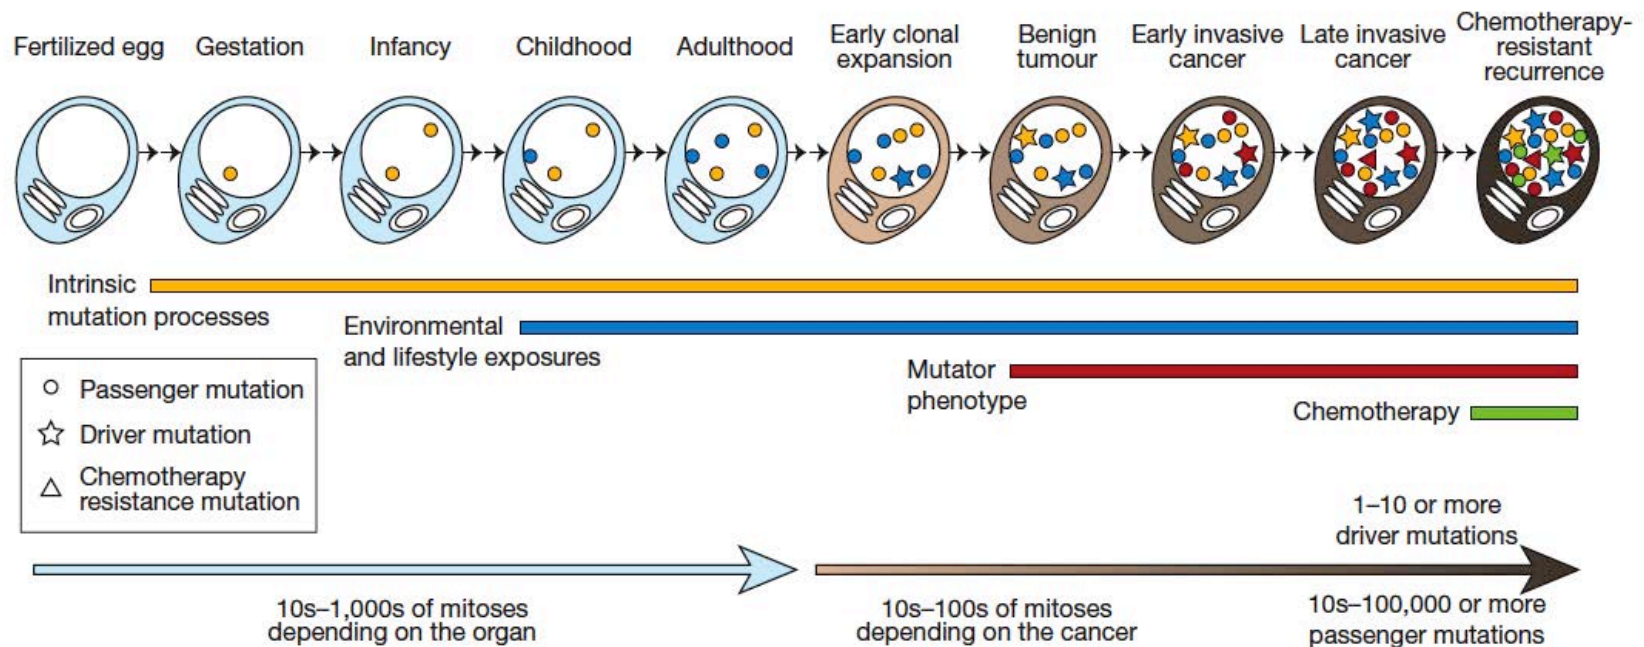 Fertilized egg
Gestation
Infancy
Childhood
Adulthood
Early clonal
expansion
Benign
tumour
Early invasive
cancer
Late invasive
cancer
Chemotherapy-
resistant
recurrence
Intrinsic
mutation processes
Environmental
and lifestyle exposures
Mutator
phenotype
Chemotherapy
Passenger mutation
Driver mutation
Chemotherapy
resistance mutation
1–10 or more
driver mutations
10s–1,000s of mitoses
depending on the organ
10s–100s of mitoses
depending on the cancer
10s–100,000 or more
passenger mutations